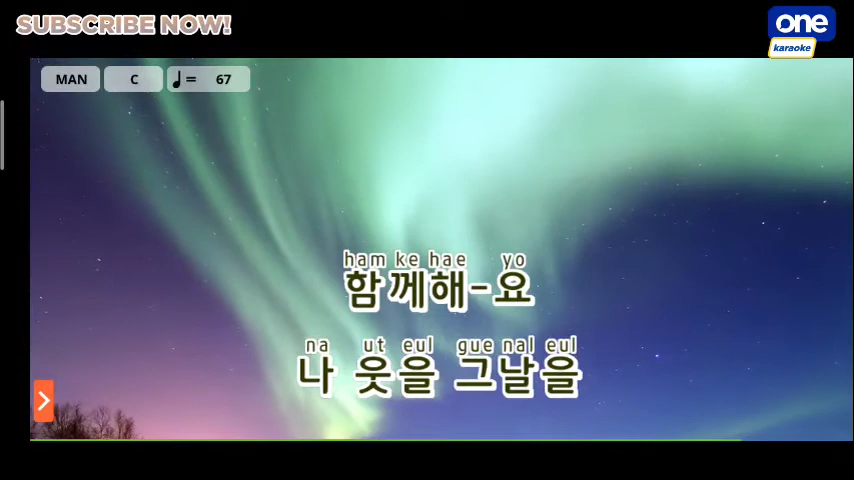 SUBSCRIBE NOW!
one
karaoke
MAN C ♩= 67
ham ke hae yo
함께해-요
na ut eul gue nal eul
나 웃을 그날을